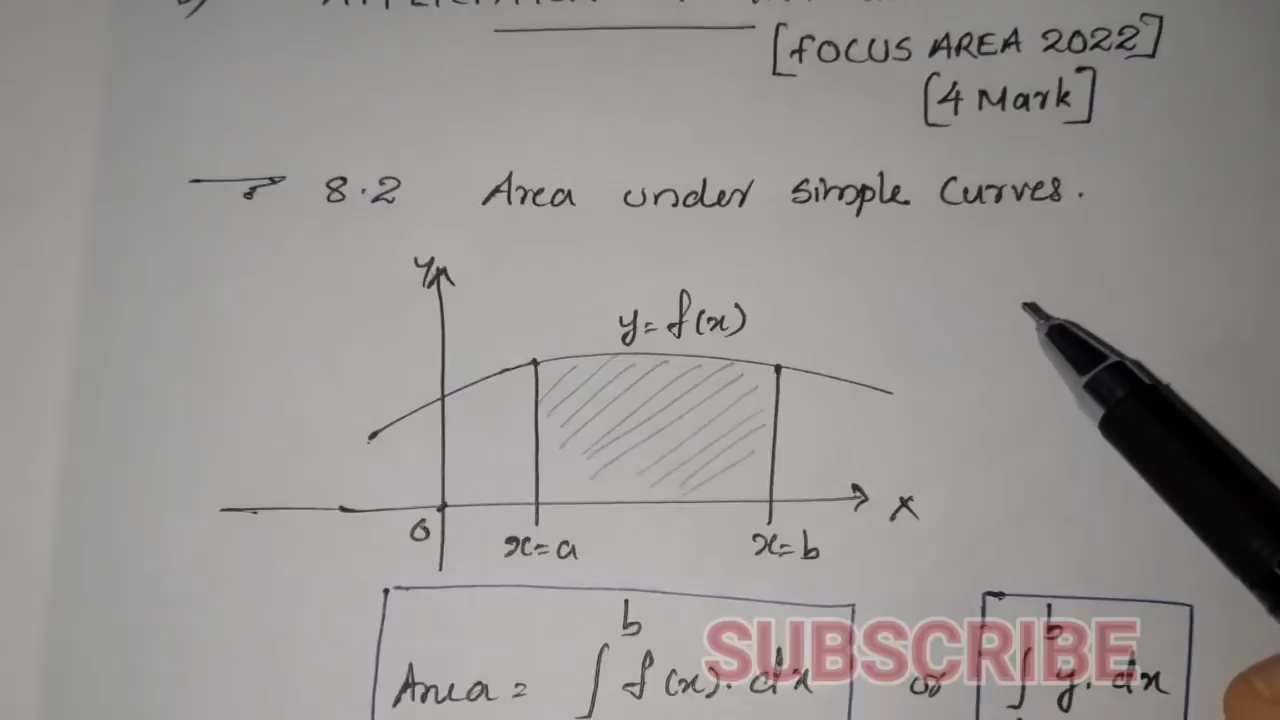 [FOCUS AREA 2022]
[4 Mark]
8.2 Area under simple Curves.
Y
y = f(x)
O
X
x=a
x=b
b
b
Area = ∫ f(x). dx or ∫ y. dx
SUBSCRIBE